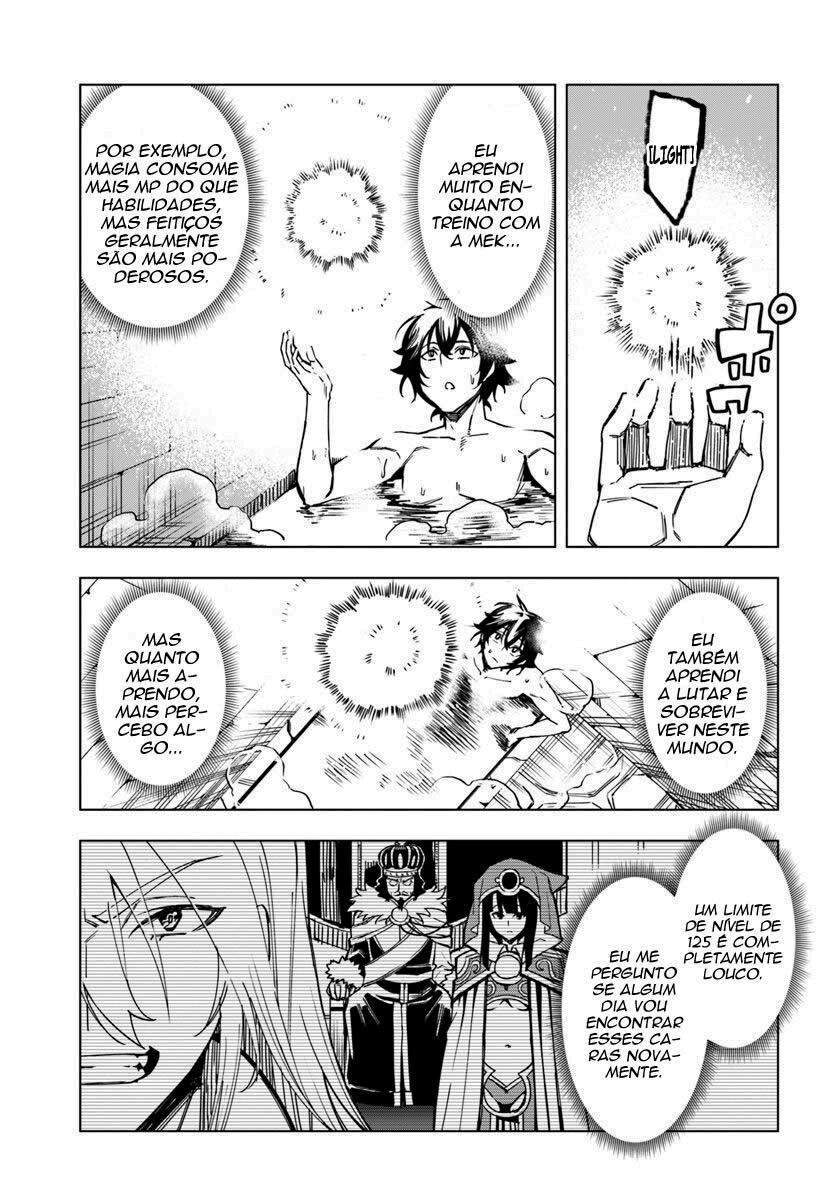 [LIGHT]
ポ
ワ
EU
APRENDI
MUITO EN-
QUANTO
TREINO COM
A MEK...
POR EXEMPLO,
MAGIA CONSOME
MAIS MP DO QUE
HABILIDADES,
MAS FEITIÇOS
GERALMENTE
SÃO MAIS PO-
DEROSOS.
EU
TAMBÉM
APRENDI
A LUTAR E
SOBREVI-
VER NESTE
MUNDO.
MAS
QUANTO
MAIS A-
PRENDO,
MAIS PER-
CEBO AL-
GO...
UM LIMITE
DE NÍVEL DE
125 É COM-
PLETAMENTE
LOUCO.
EU ME
PERGUNTO
SE ALGUM
DIA VOU
ENCONTRAR
ESSES CA-
RAS NOVA-
MENTE.